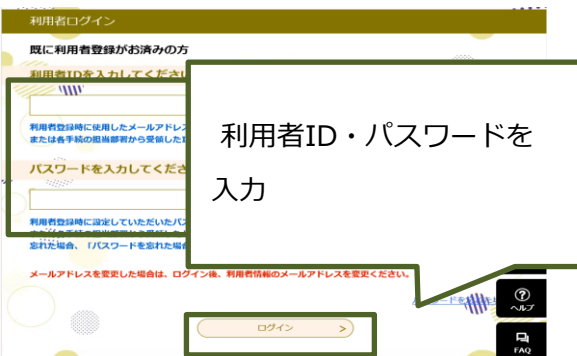 利用者ログイン
既に利用者登録がお済みの方
利用者IDを入力してくださ
利用者登録時に使用したメールアドレス
または各手続の担当部署から受領したI
パスワードを入力してくださ
利用者登録時に設定していただいたパス
忘れた場合、「パスワードを忘れた場合
利用者ID・パスワードを
入力
メールアドレスを変更した場合は、ログイン後、利用者情報のメールアドレスを変更ください。
ログイン >
ヘルプ
FAQ